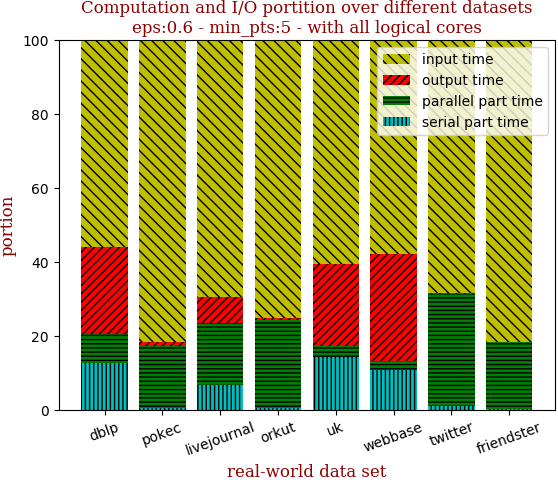 Computation and I/O portition over different datasets
eps:0.6 - min_pts:5 - with all logical cores
100
80
60
40
20
0
portion
input time
output time
parallel part time
serial part time
dblp
pokec
livejournal
orkut
uk
webbase
twitter
friendster
real-world data set